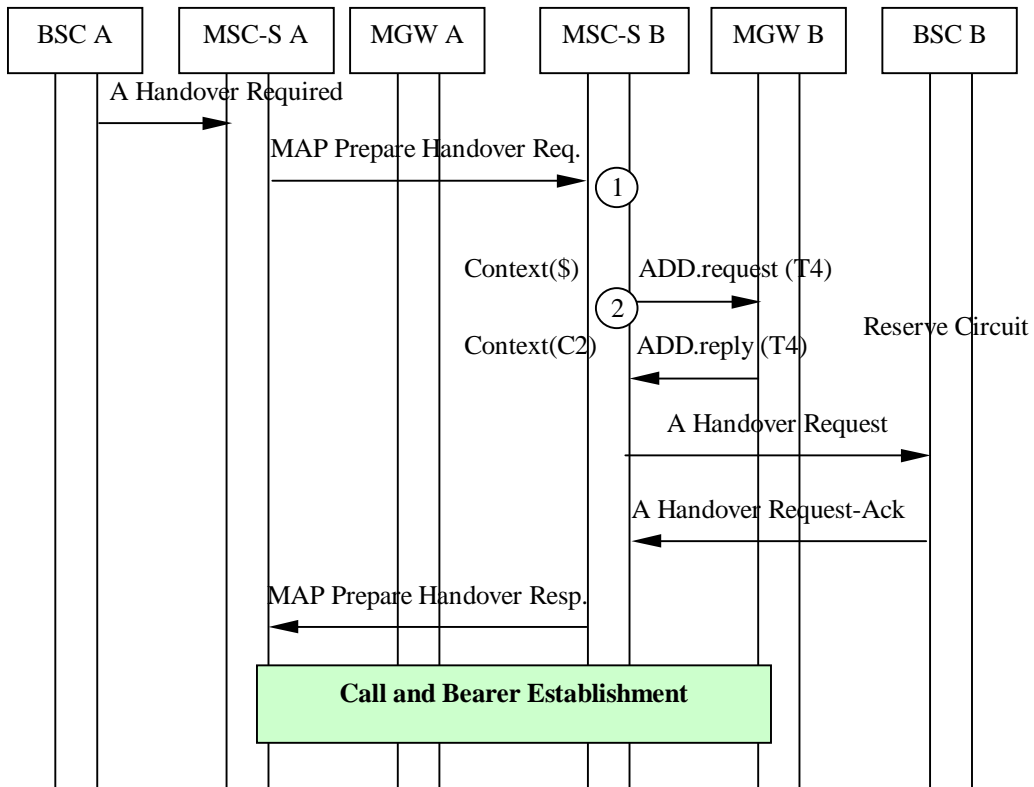 BSC A
MSC-S A
MGW A
MSC-S B
MGW B
BSC B
A Handover Required
MAP Prepare Handover Req.
1
Context($)
ADD.request (T4)
2
Reserve Circuit
Context(C2)
ADD.reply (T4)
A Handover Request
A Handover Request-Ack
MAP Prepare Handover Resp.
Call and Bearer Establishment